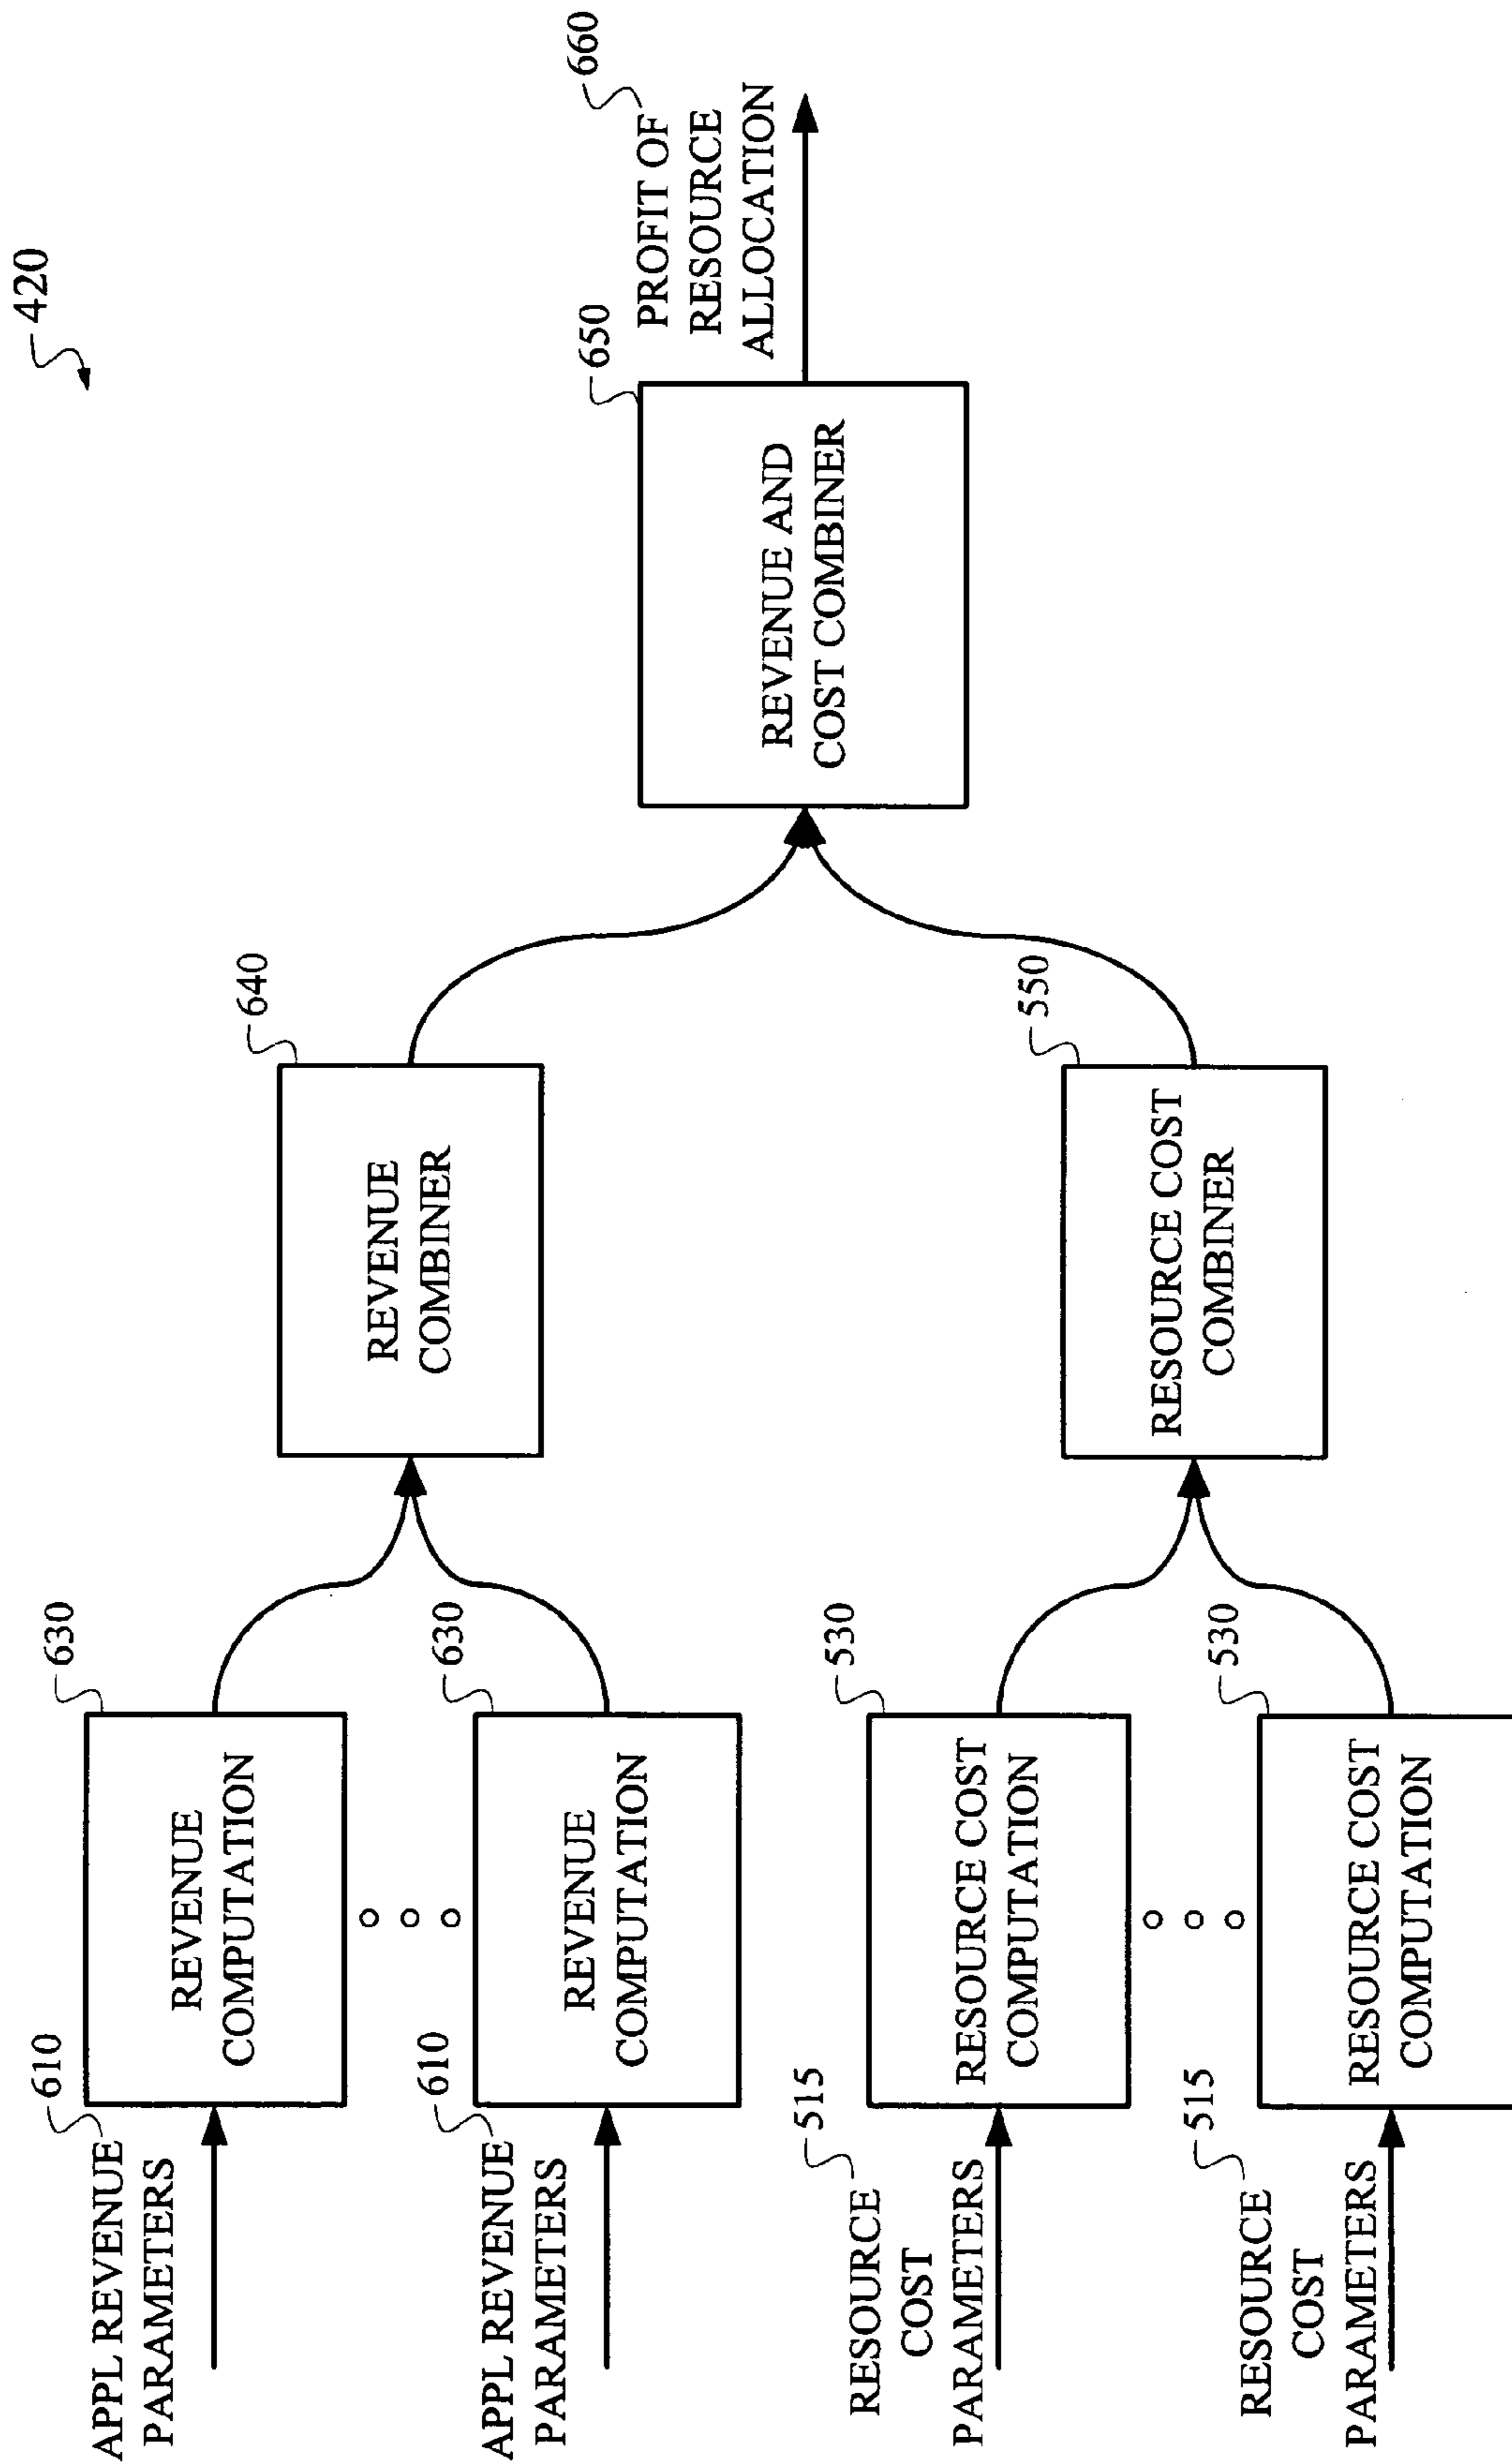 420
APPL REVENUE
PARAMETERS
610
REVENUE
COMPUTATION
630
APPL REVENUE
PARAMETERS
610
REVENUE
COMPUTATION
630
REVENUE
COMBINER
640
RESOURCE
COST
PARAMETERS
515
RESOURCE COST
COMPUTATION
530
RESOURCE
COST
PARAMETERS
515
RESOURCE COST
COMPUTATION
530
RESOURCE COST
COMBINER
550
REVENUE AND
COST COMBINER
650
PROFIT OF
RESOURCE
ALLOCATION
660